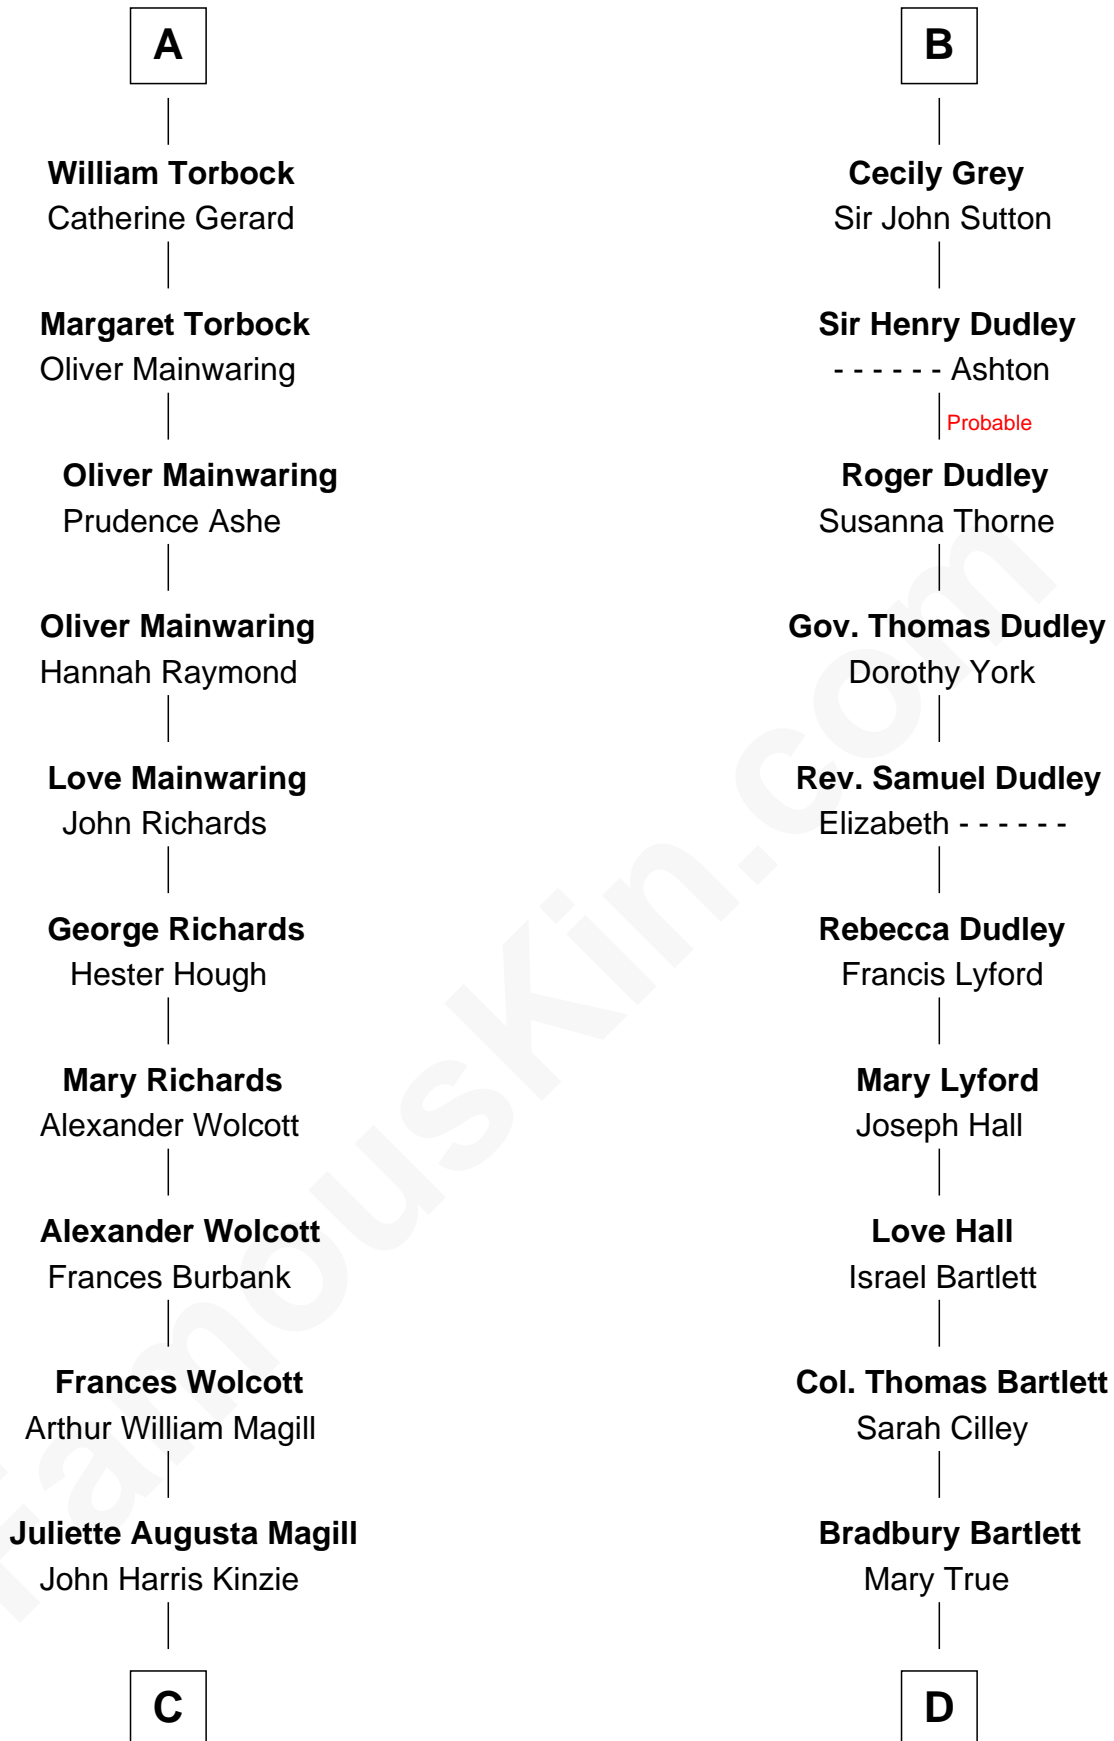 A
William Torbock
Catherine Gerard
Margaret Torbock
Oliver Mainwaring
Oliver Mainwaring
Prudence Ashe
Oliver Mainwaring
Hannah Raymond
Love Mainwaring
John Richards
George Richards
Hester Hough
Mary Richards
Alexander Wolcott
Alexander Wolcott
Frances Burbank
Frances Wolcott
Arthur William Magill
Juliette Augusta Magill
John Harris Kinzie
C
B
Cecily Grey
Sir John Sutton
Sir Henry Dudley
- - - - - - Ashton
Probable
Roger Dudley
Susanna Thorne
Gov. Thomas Dudley
Dorothy York
Rev. Samuel Dudley
Elizabeth - - - - - -
Rebecca Dudley
Francis Lyford
Mary Lyford
Joseph Hall
Love Hall
Israel Bartlett
Col. Thomas Bartlett
Sarah Cilley
Bradbury Bartlett
Mary True
D
FamousKin.com